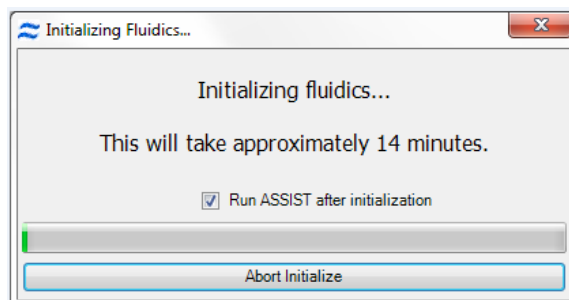 Initializing Fluidics...
Initializing fluidics...
This will take approximately 14 minutes.
Run ASSIST after initialization
Abort Initialize